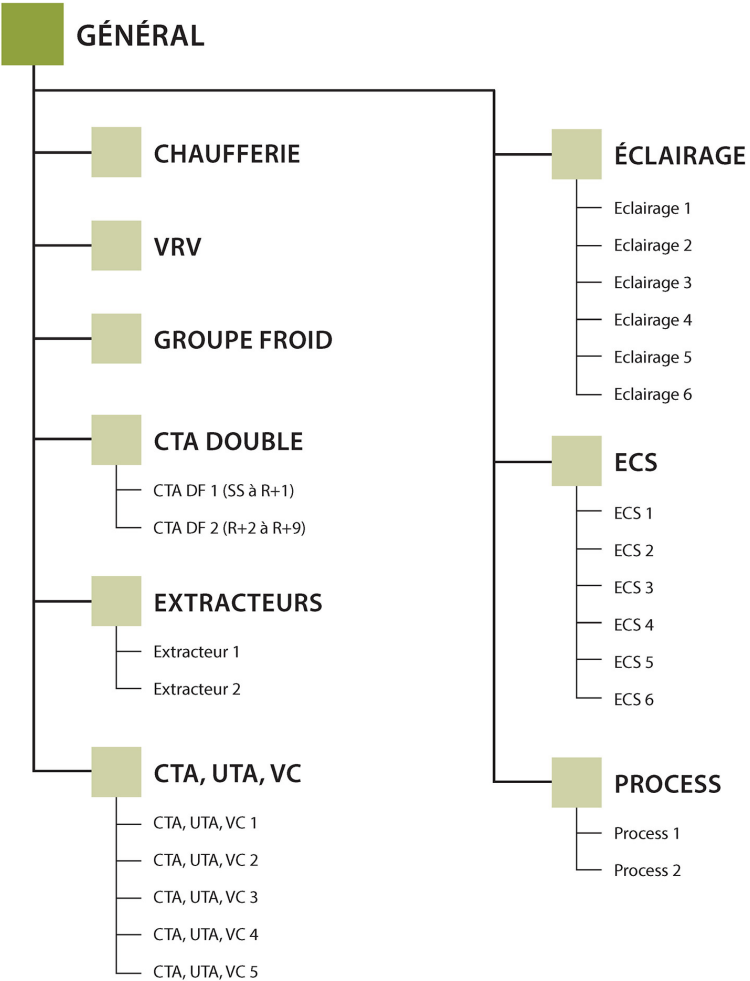 GÉNÉRAL
CHAUFFERIE
VRV
GROUPE FROID
CTA DOUBLE
CTA DF 1 (SS à R+1)
CTA DF 2 (R+2 à R+9)
EXTRACTEURS
Extracteur 1
Extracteur 2
CTA, UTA, VC
CTA, UTA, VC 1
CTA, UTA, VC 2
CTA, UTA, VC 3
CTA, UTA, VC 4
CTA, UTA, VC 5
ÉCLAIRAGE
Eclairage 1
Eclairage 2
Eclairage 3
Eclairage 4
Eclairage 5
Eclairage 6
ECS
ECS 1
ECS 2
ECS 3
ECS 4
ECS 5
ECS 6
PROCESS
Process 1
Process 2